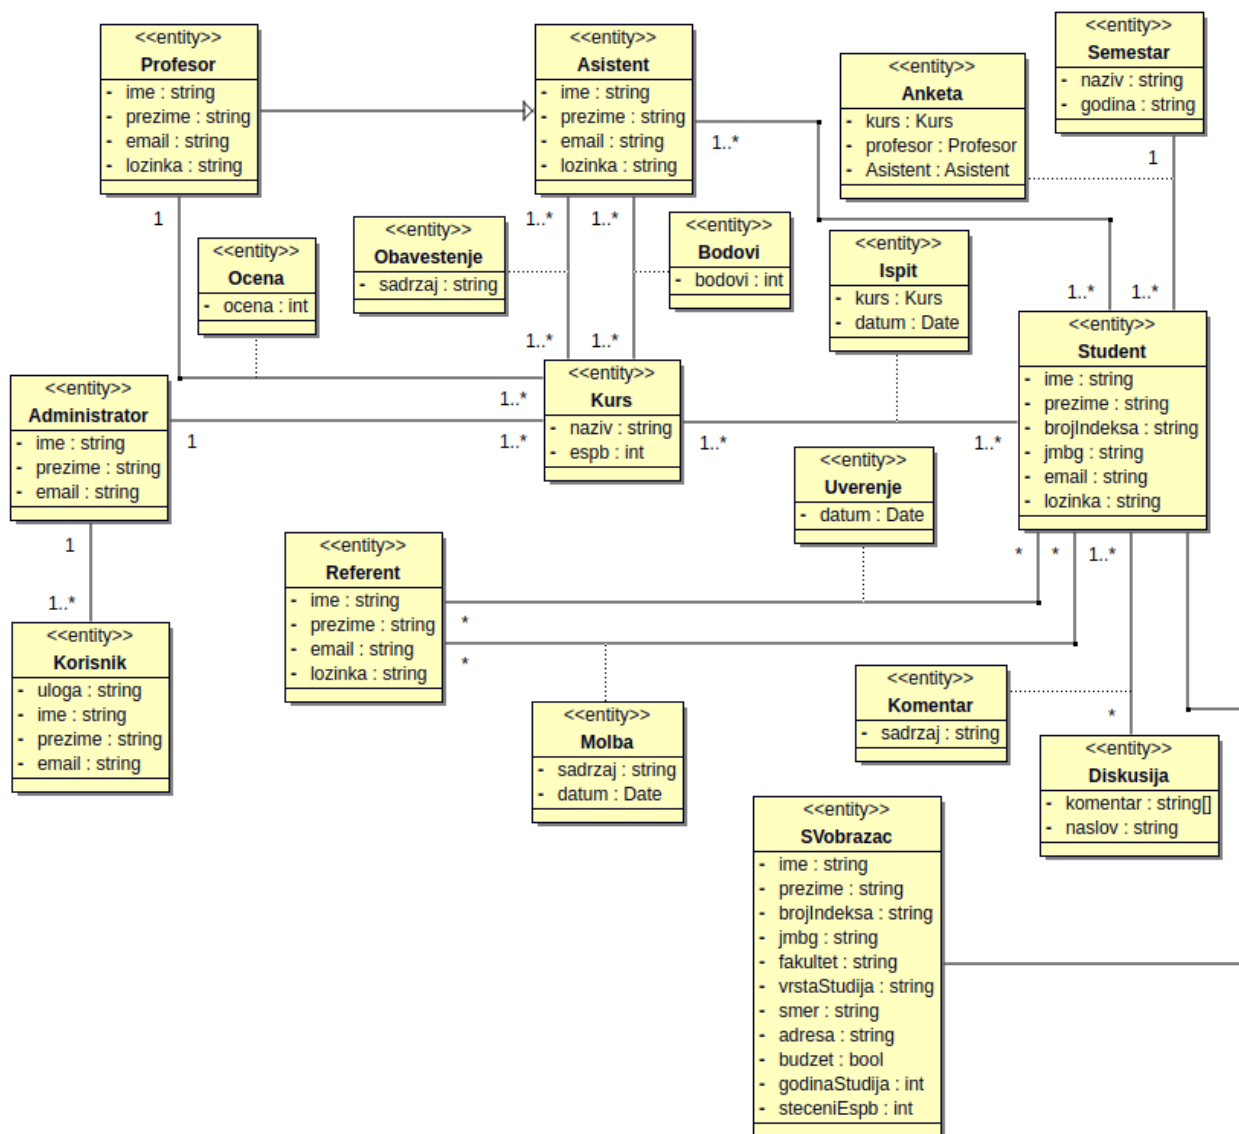 <<entity>>
Profesor
- ime : string
- prezime : string
- email : string
- lozinka : string
<<entity>>
Asistent
- ime : string
- prezime : string
- email : string
- lozinka : string
<<entity>>
Anketa
- kurs : Kurs
- profesor : Profesor
- Asistent : Asistent
<<entity>>
Semestar
- naziv : string
- godina : string
1..*
1
1
1..*
1..*
<<entity>>
Ocena
- ocena : int
<<entity>>
Obavestenje
- sadrzaj : string
<<entity>>
Bodovi
- bodovi : int
<<entity>>
Ispit
- kurs : Kurs
- datum : Date
1..*
1..*
1..*
1..*
<<entity>>
Administrator
- ime : string
- prezime : string
- email : string
<<entity>>
Kurs
- naziv : string
- espb : int
<<entity>>
Student
- ime : string
- prezime : string
- brojIndeksa : string
- jmbg : string
- email : string
- lozinka : string
1..*
1
1..*
1..*
1..*
<<entity>>
Uverenje
- datum : Date
1
1..*
<<entity>>
Referent
- ime : string
- prezime : string
- email : string
- lozinka : string
*
*
1..*
*
*
<<entity>>
Korisnik
- uloga : string
- ime : string
- prezime : string
- email : string
<<entity>>
Molba
- sadrzaj : string
- datum : Date
<<entity>>
Komentar
- sadrzaj : string
*
<<entity>>
Diskusija
- komentar : string[]
- naslov : string
<<entity>>
SVobrazac
- ime : string
- prezime : string
- brojIndeksa : string
- jmbg : string
- fakultet : string
- vrstaStudija : string
- smer : string
- adresa : string
- budzet : bool
- godinaStudija : int
- steceniEspb : int